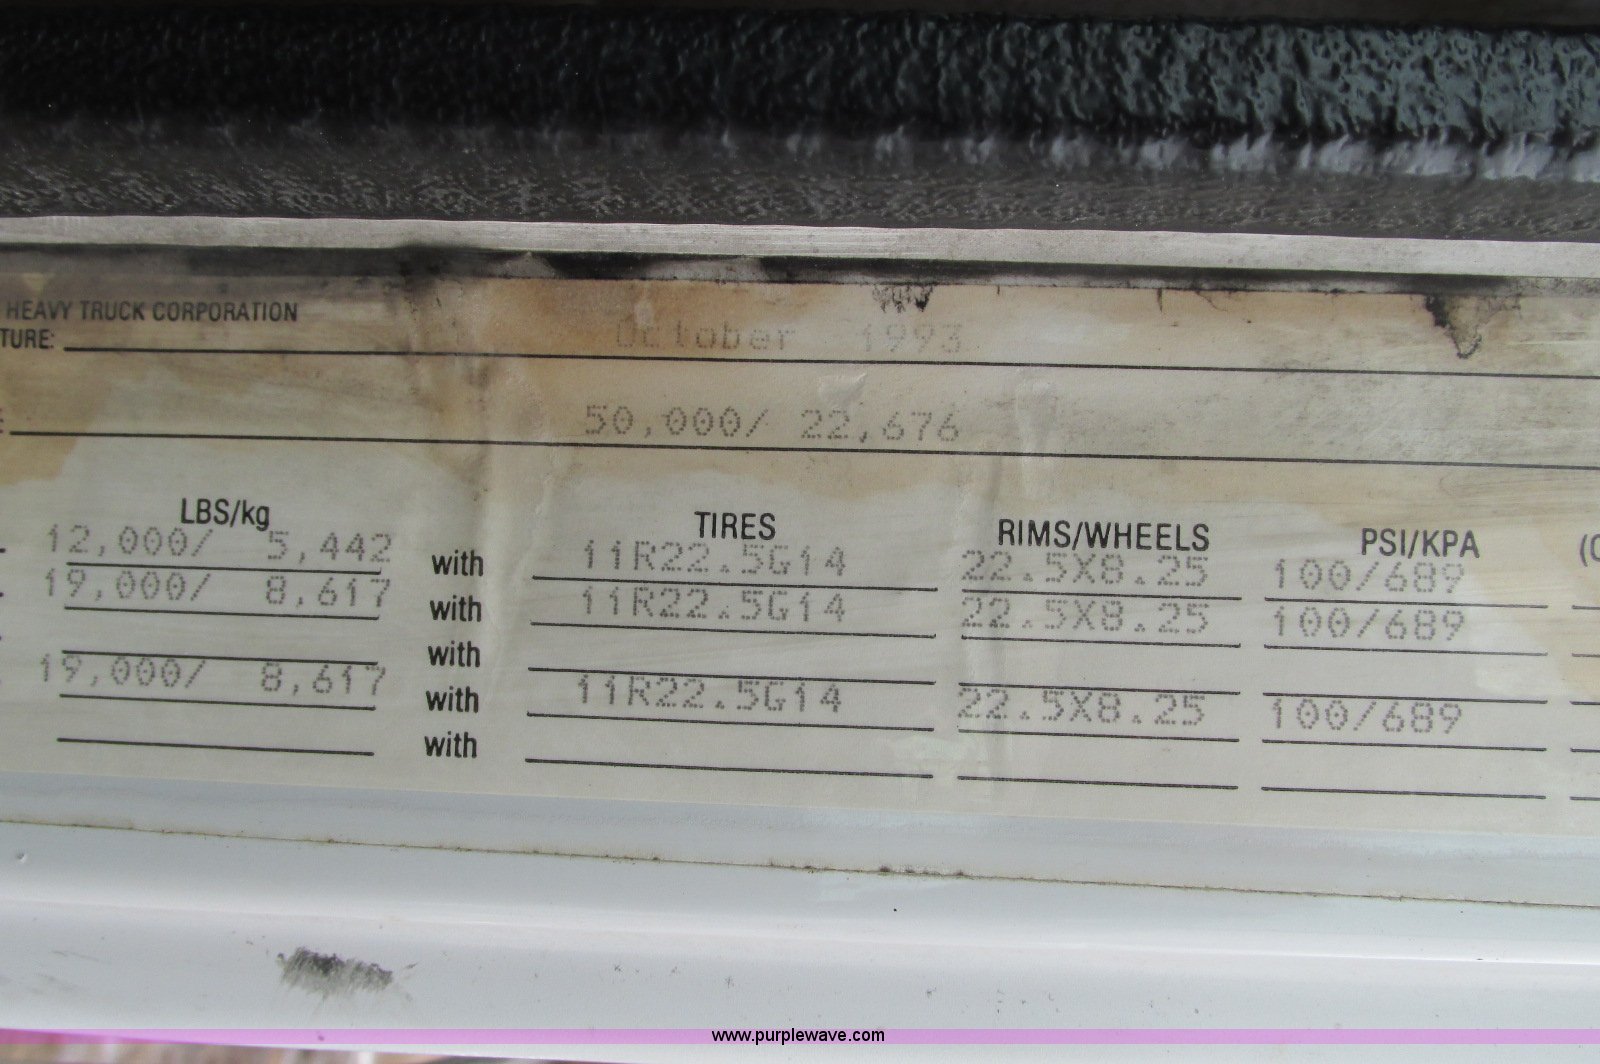 HEAVY TRUCK CORPORATION
TURE: October 1993
50,000/ 22,676
LBS/kg TIRES RIMS/WHEELS PSI/KPA (C
12,000/ 5,442 with 11R22.5G14 22.5X8.25 100/689
19,000/ 8,617 with 11R22.5G14 22.5X8.25 100/689
with
19,000/ 8,617 with 11R22.5G14 22.5X8.25 100/689
with
www.purplewave.com